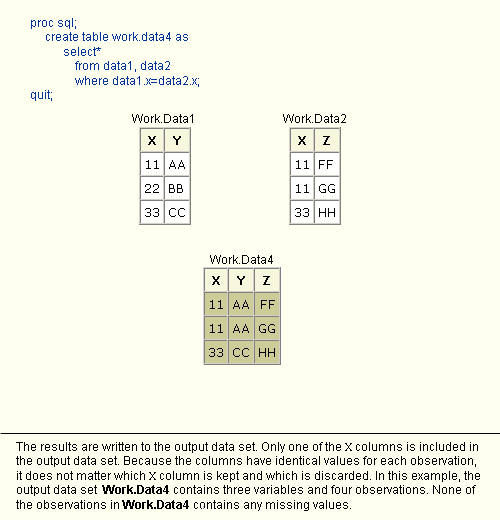 proc sql;
create table work.data4 as
select*
from data1, data2
where data1.x=data2.x;
quit;
Work.Data1 Work.Data2
X Y X Z
11 AA 11 FF
22 BB 11 GG
33 CC 33 HH
Work.Data4
X Y Z
11 AA FF
11 AA GG
33 CC HH
The results are written to the output data set. Only one of the X columns is included in
the output data set. Because the columns have identical values for each observation,
it does not matter which X column is kept and which is discarded. In this example, the
output data set Work.Data4 contains three variables and four observations. None of
the observations in Work.Data4 contains any missing values.